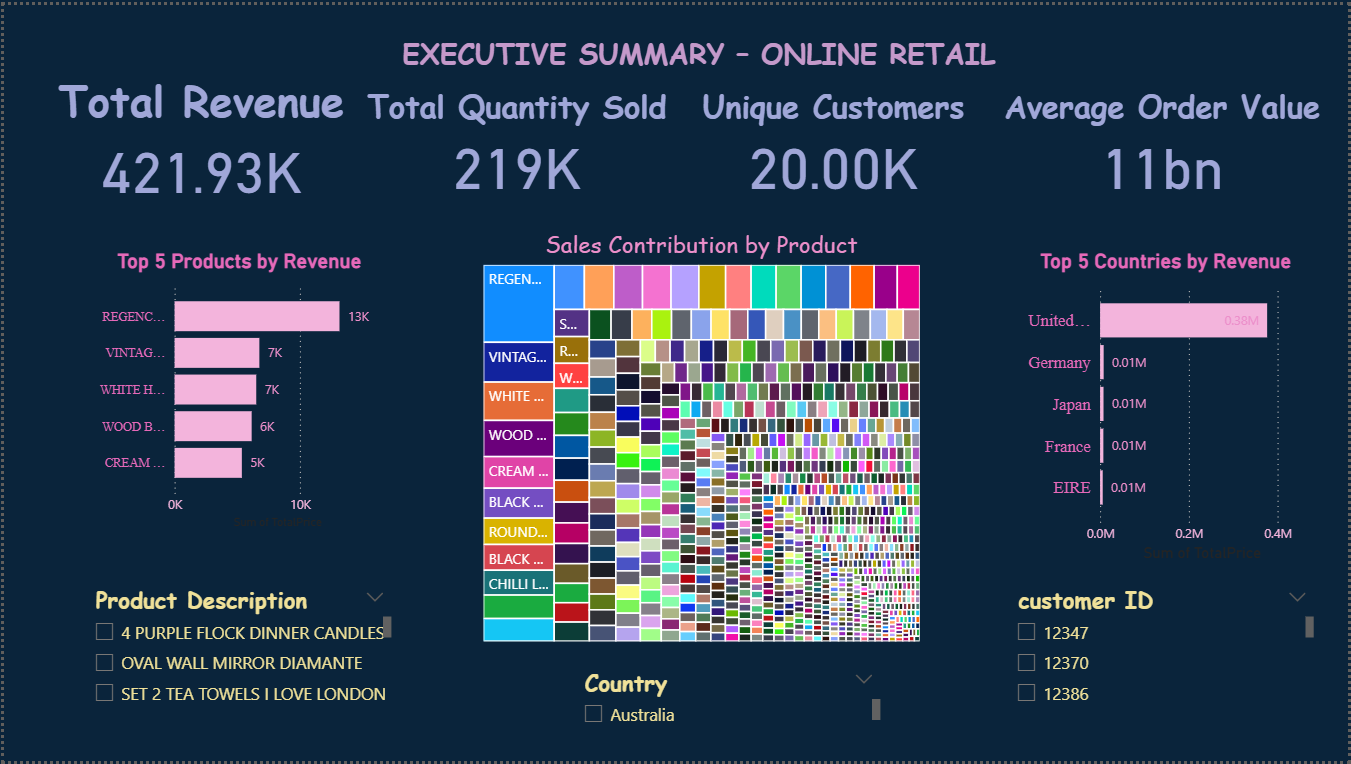 EXECUTIVE SUMMARY – ONLINE RETAIL
Total Revenue
421.93K
Total Quantity Sold
219K
Unique Customers
20.00K
Average Order Value
11bn
Top 5 Products by Revenue
REGENC... 13K
VINTAG... 7K
WHITE H... 7K
WOOD B... 6K
CREAM ... 5K
0K 10K
Sales Contribution by Product
REGEN...
VINTAG...
WHITE ...
WOOD ...
CREAM ...
BLACK ...
ROUND...
BLACK ...
CHILLI L...
S...
R...
W...
Top 5 Countries by Revenue
United... 0.38M
Germany 0.01M
Japan 0.01M
France 0.01M
EIRE 0.01M
0.0M 0.2M 0.4M
Sum of TotalPrice
Product Description
4 PURPLE FLOCK DINNER CANDLES
OVAL WALL MIRROR DIAMANTE
SET 2 TEA TOWELS I LOVE LONDON
Country
Australia
customer ID
12347
12370
12386